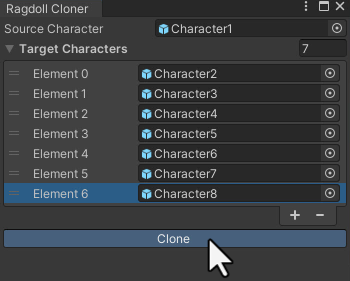 Ragdoll Cloner
Source Character Character1
Target Characters 7
Element 0 Character2
Element 1 Character3
Element 2 Character4
Element 3 Character5
Element 4 Character6
Element 5 Character7
Element 6 Character8
+ −
Clone